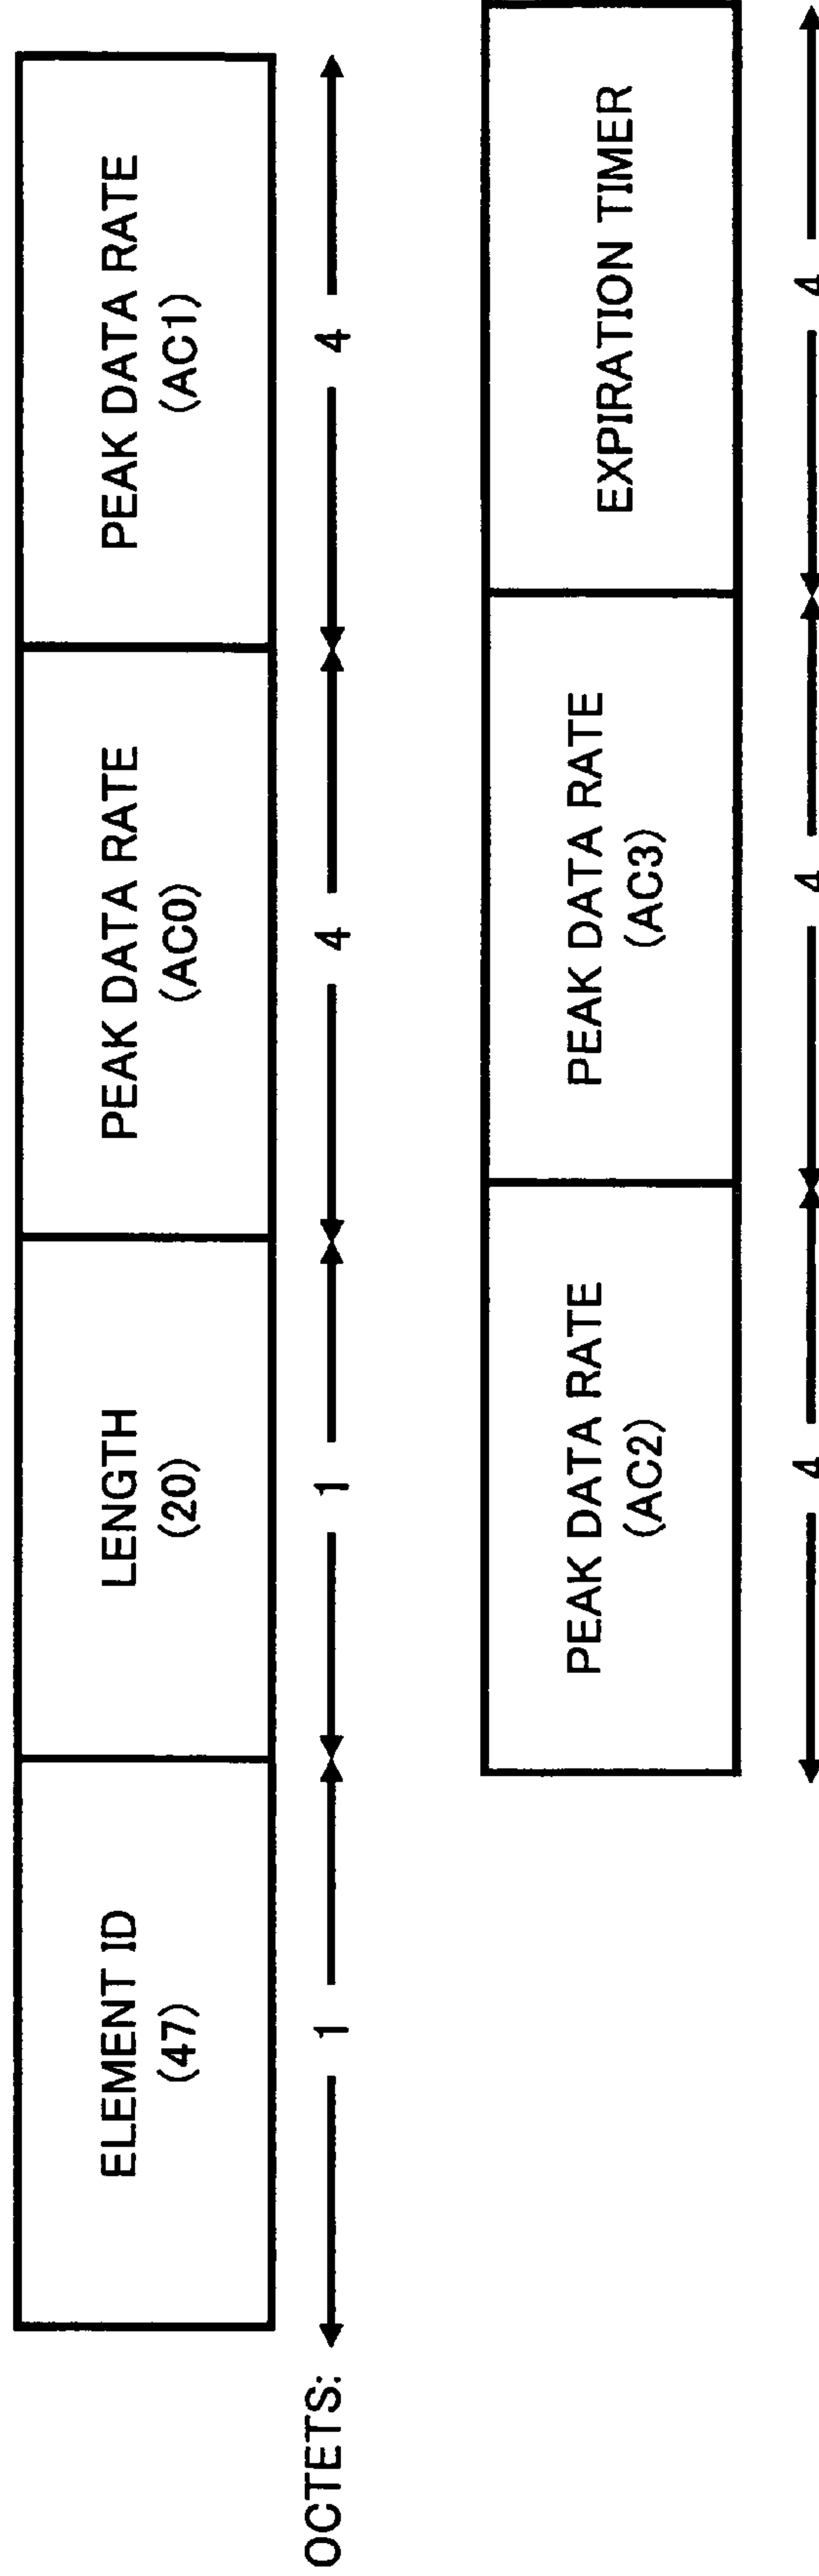 ELEMENT ID
(47)
LENGTH
(20)
PEAK DATA RATE
(AC0)
PEAK DATA RATE
(AC1)
OCTETS:
1
1
4
4
PEAK DATA RATE
(AC2)
PEAK DATA RATE
(AC3)
EXPIRATION TIMER
4
4
4